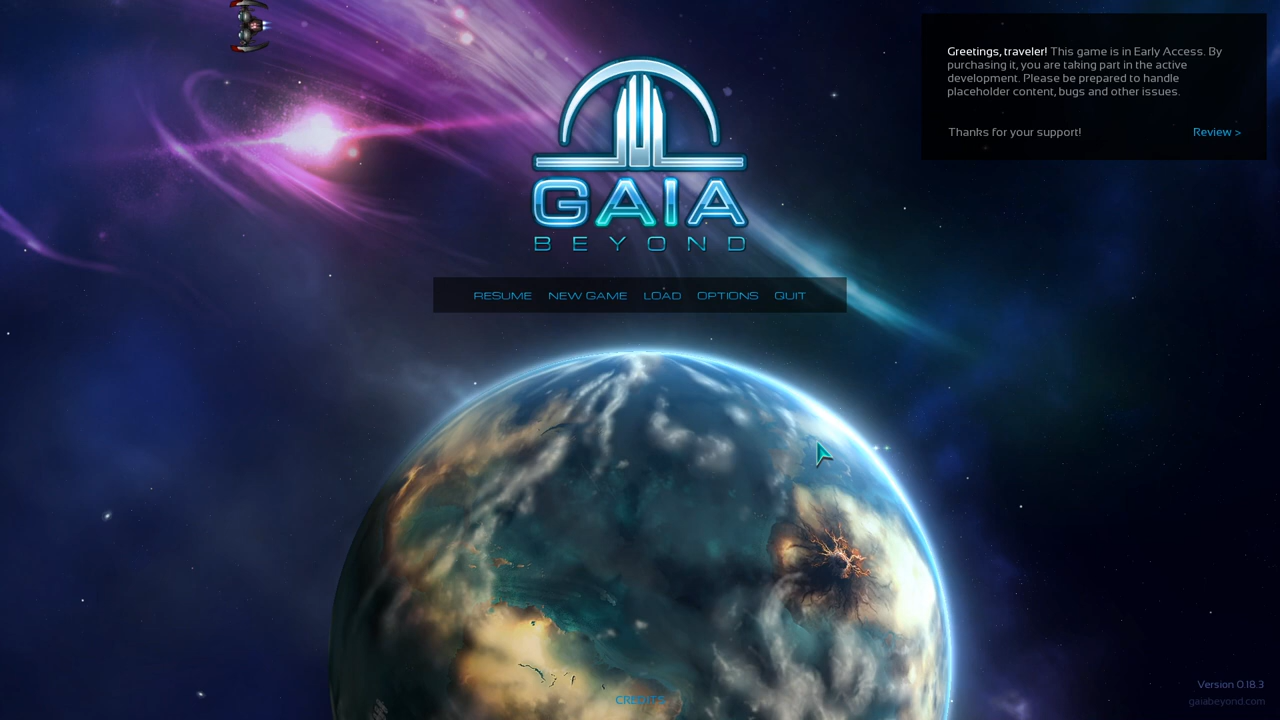 Greetings, traveler! This game is in Early Access. By
purchasing it, you are taking part in the active
development. Please be prepared to handle
placeholder content, bugs and other issues.
Thanks for your support!
Review >
GAIA
BEYOND
RESUME NEW GAME LOAD OPTIONS QUIT
CREDITS
Version 0.18.3
gaiabeyond.com